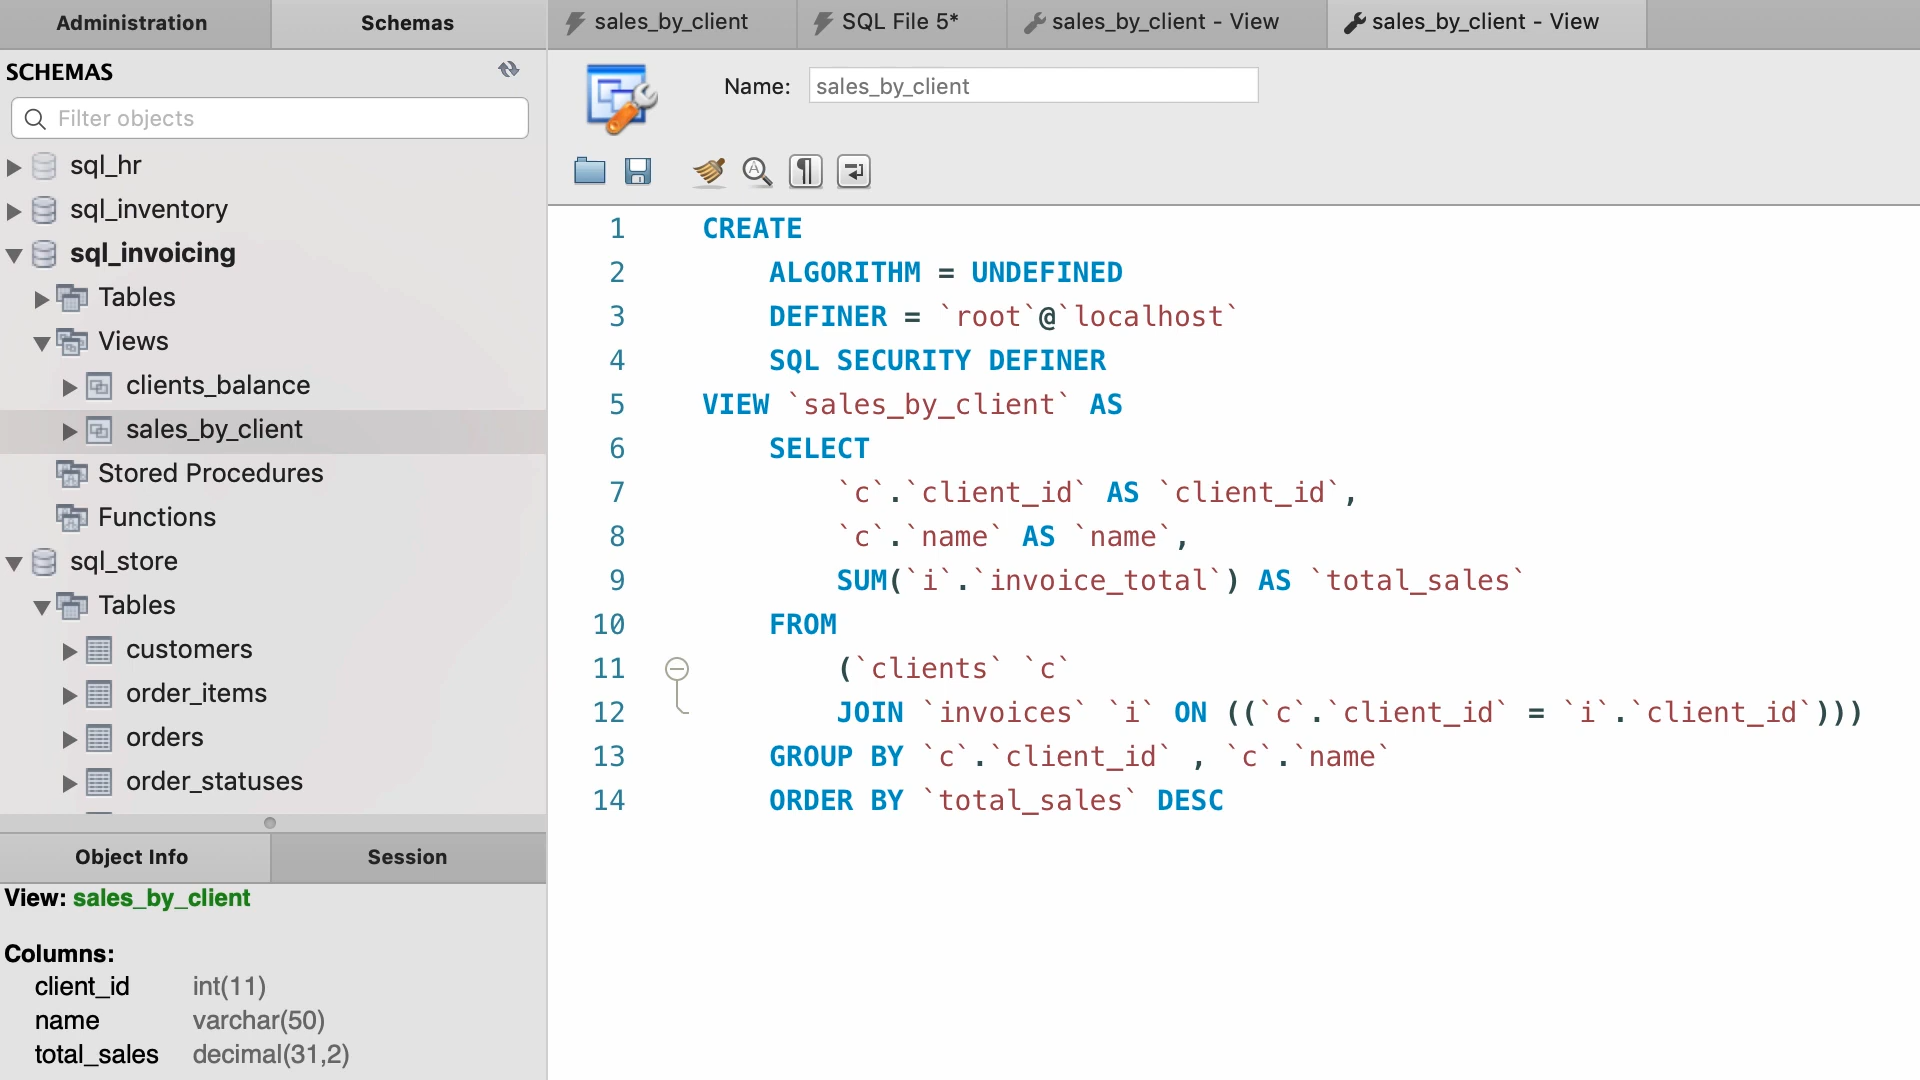 Administration
Schemas
sales_by_client
SQL File 5*
sales_by_client - View
sales_by_client - View
SCHEMAS
Filter objects
sql_hr
sql_inventory
sql_invoicing
Tables
Views
clients_balance
sales_by_client
Stored Procedures
Functions
sql_store
Tables
customers
order_items
orders
order_statuses
Object Info
Session
View: sales_by_client
Columns:
client_id int(11)
name varchar(50)
total_sales decimal(31,2)
Name: sales_by_client
1 CREATE
2 ALGORITHM = UNDEFINED
3 DEFINER = `root`@`localhost`
4 SQL SECURITY DEFINER
5 VIEW `sales_by_client` AS
6 SELECT
7 `c`.`client_id` AS `client_id`,
8 `c`.`name` AS `name`,
9 SUM(`i`.`invoice_total`) AS `total_sales`
10 FROM
11 (`clients` `c`
12 JOIN `invoices` `i` ON ((`c`.`client_id` = `i`.`client_id`)))
13 GROUP BY `c`.`client_id` , `c`.`name`
14 ORDER BY `total_sales` DESC